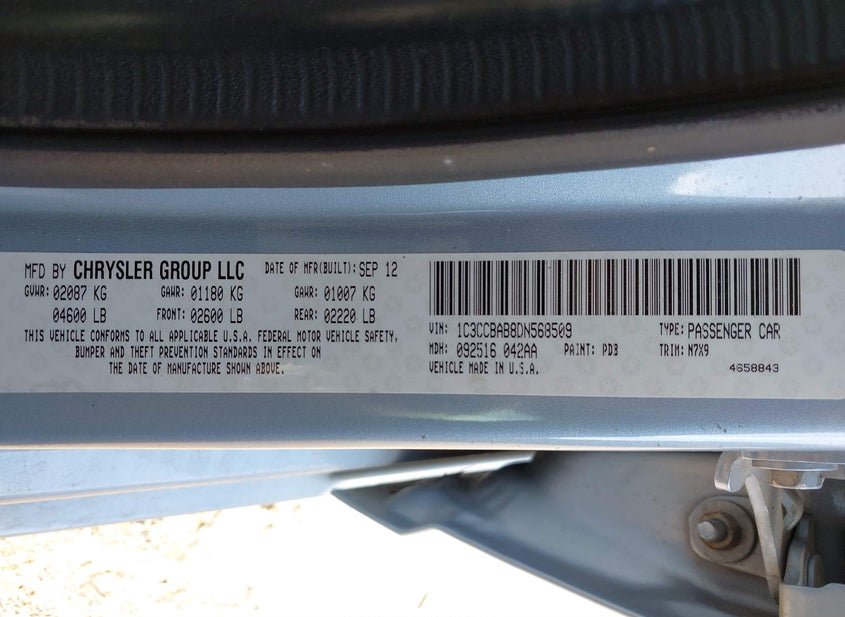 MFD BY CHRYSLER GROUP LLC DATE OF MFR(BUILT): SEP 12
GVWR: 02087 KG GAWR: 01180 KG GAWR: 01007 KG
04600 LB FRONT: 02600 LB REAR: 02220 LB
THIS VEHICLE CONFORMS TO ALL APPLICABLE U.S.A. FEDERAL MOTOR VEHICLE SAFETY,
BUMPER AND THEFT PREVENTION STANDARDS IN EFFECT ON
THE DATE OF MANUFACTURE SHOWN ABOVE.
VIN: 1C3CCBAB8DN568509 TYPE: PASSENGER CAR
MDH: 092516 042AA PAINT: PDB TRIM: N7X9
VEHICLE MADE IN U.S.A. 4658843